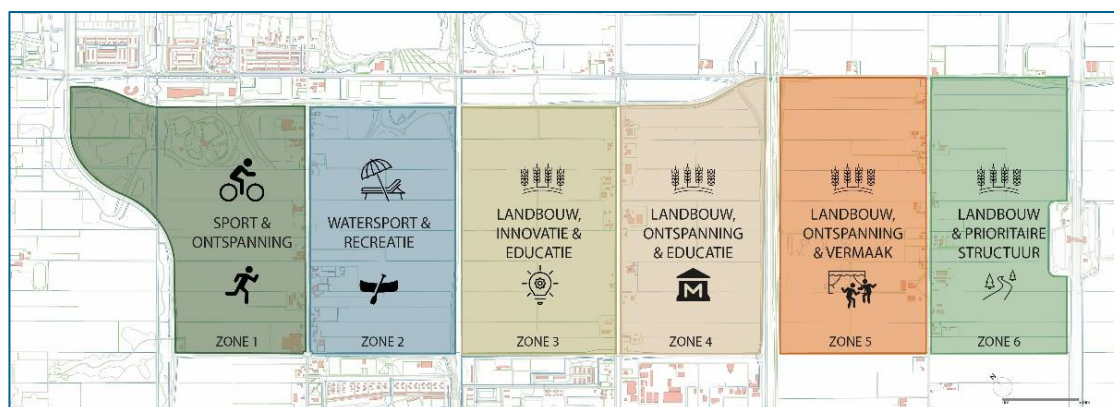 SPORT &
ONTSPANNING
ZONE 1
WATERSPORT &
RECREATIE
ZONE 2
LANDBOUW,
INNOVATIE &
EDUCATIE
ZONE 3
LANDBOUW,
ONTSPANNING
& EDUCATIE
M
ZONE 4
LANDBOUW,
ONTSPANNING
& VERMAAK
ZONE 5
LANDBOUW
& PRIORITAIRE
STRUCTUUR
ZONE 6
N